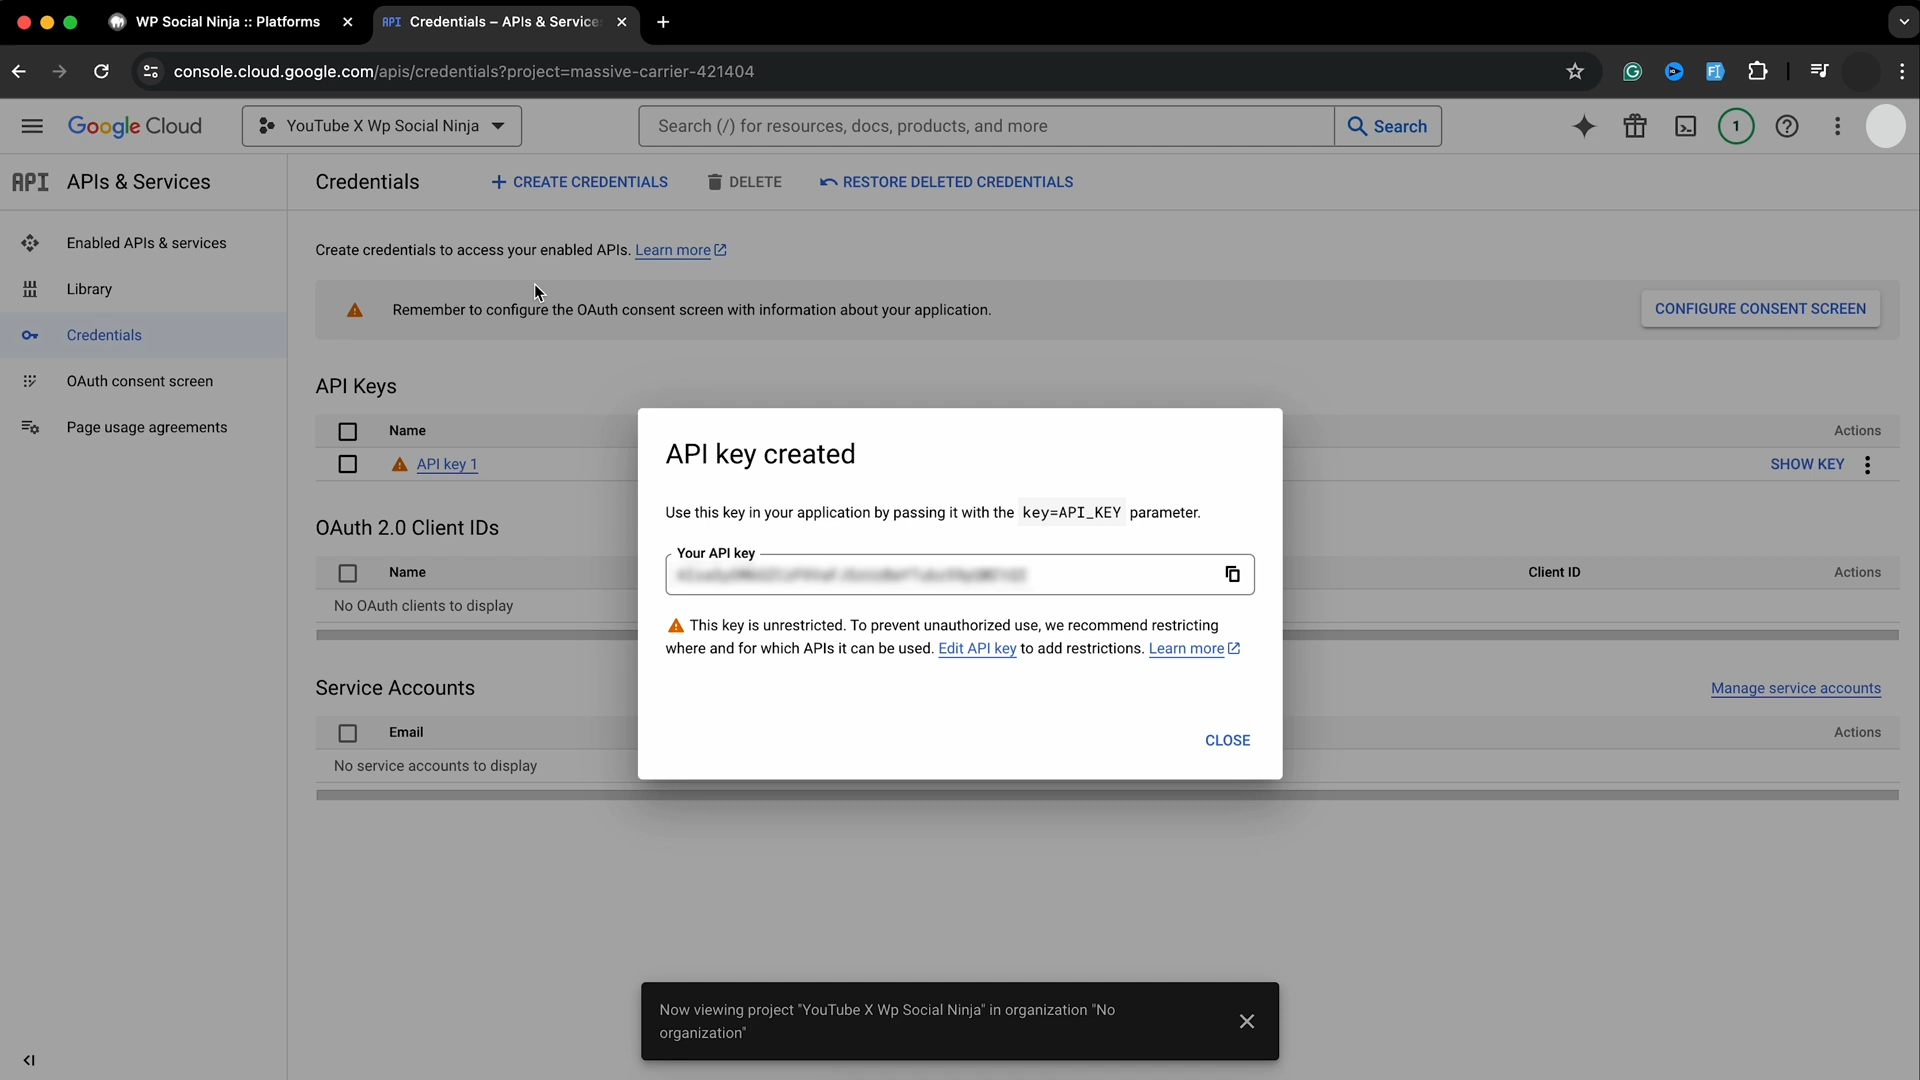 WP Social Ninja :: Platforms
API Credentials – APIs & Service
console.cloud.google.com/apis/credentials?project=massive-carrier-421404
Google Cloud
YouTube X Wp Social Ninja
Search (/) for resources, docs, products, and more
Search
1
API APIs & Services
Credentials
CREATE CREDENTIALS
DELETE
RESTORE DELETED CREDENTIALS
Enabled APIs & services
Library
Credentials
OAuth consent screen
Page usage agreements
Create credentials to access your enabled APIs. Learn more
Remember to configure the OAuth consent screen with information about your application.
CONFIGURE CONSENT SCREEN
API Keys
Name
Actions
API key 1
SHOW KEY
OAuth 2.0 Client IDs
Name
Client ID
Actions
No OAuth clients to display
Service Accounts
Manage service accounts
Email
Actions
No service accounts to display
API key created
Use this key in your application by passing it with the key=API_KEY parameter.
Your API key
This key is unrestricted. To prevent unauthorized use, we recommend restricting
where and for which APIs it can be used. Edit API key to add restrictions. Learn more
CLOSE
Now viewing project "YouTube X Wp Social Ninja" in organization "No
organization"